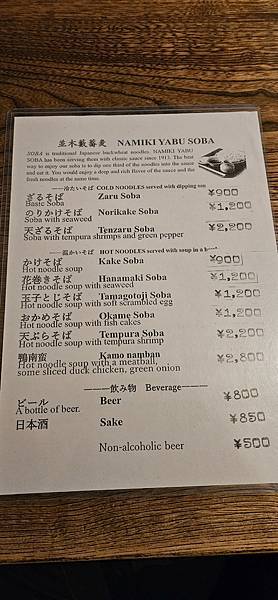 並木藪蕎麦 NAMIKI YABU SOBA
SOBA is traditional Japanese buckwheat noodles. NAMIKI YABU
SOBA has been serving them with classic sauce since 1913. The best
way to enjoy our soba is to dip one third of the noodles into the sauce
and eat it. You would enjoy a deep and rich flavor of the sauce and the
fresh noodles at the same time.
——冷たいそば COLD NOODLES served with dipping
ざるそば Zaru Soba ¥900
Basic Soba
のりかけそば Norikake Soba ¥1,200
Soba with seaweed
天ざるそば Tenzaru Soba ¥2,200
Soba with tempura shrimps and green pepper
——温かいそば HOT NOODLES served with soup in a
かけそば Kake Soba ¥900
Hot noodle soup
花巻きそば Hanamaki Soba ¥1,200
Hot noodle soup with seaweed
玉子とじそば Tamagotoji Soba ¥1,200
Hot noodle soup with soft scrambled egg
おかめそば Okame Soba ¥1,200
Hot noodle soup with fish cakes
天ぷらそば Tempura Soba ¥2,200
Hot noodle soup with tempura shrimp
鴨南蛮 Kamo namban ¥2,800
Hot noodle soup with a meatball,
some sliced duck chicken, green onion
———飲み物 Beverage———
ビール Beer ¥800
A bottle of beer.
日本酒 Sake ¥850
Non-alcoholic beer ¥500